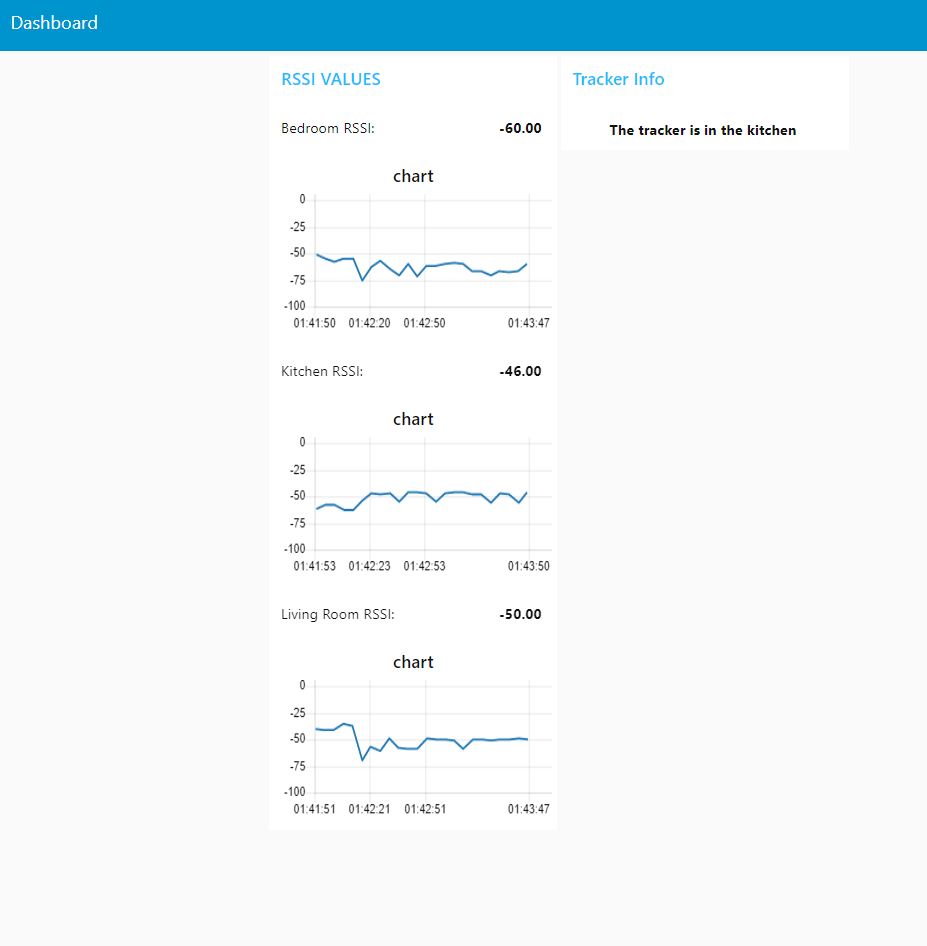 Dashboard
RSSI VALUES
Bedroom RSSI: -60.00
chart
0
-25
-50
-75
-100
01:41:50 01:42:20 01:42:50 01:43:47
Kitchen RSSI: -46.00
chart
0
-25
-50
-75
-100
01:41:53 01:42:23 01:42:53 01:43:50
Living Room RSSI: -50.00
chart
0
-25
-50
-75
-100
01:41:51 01:42:21 01:42:51 01:43:47
Tracker Info
The tracker is in the kitchen